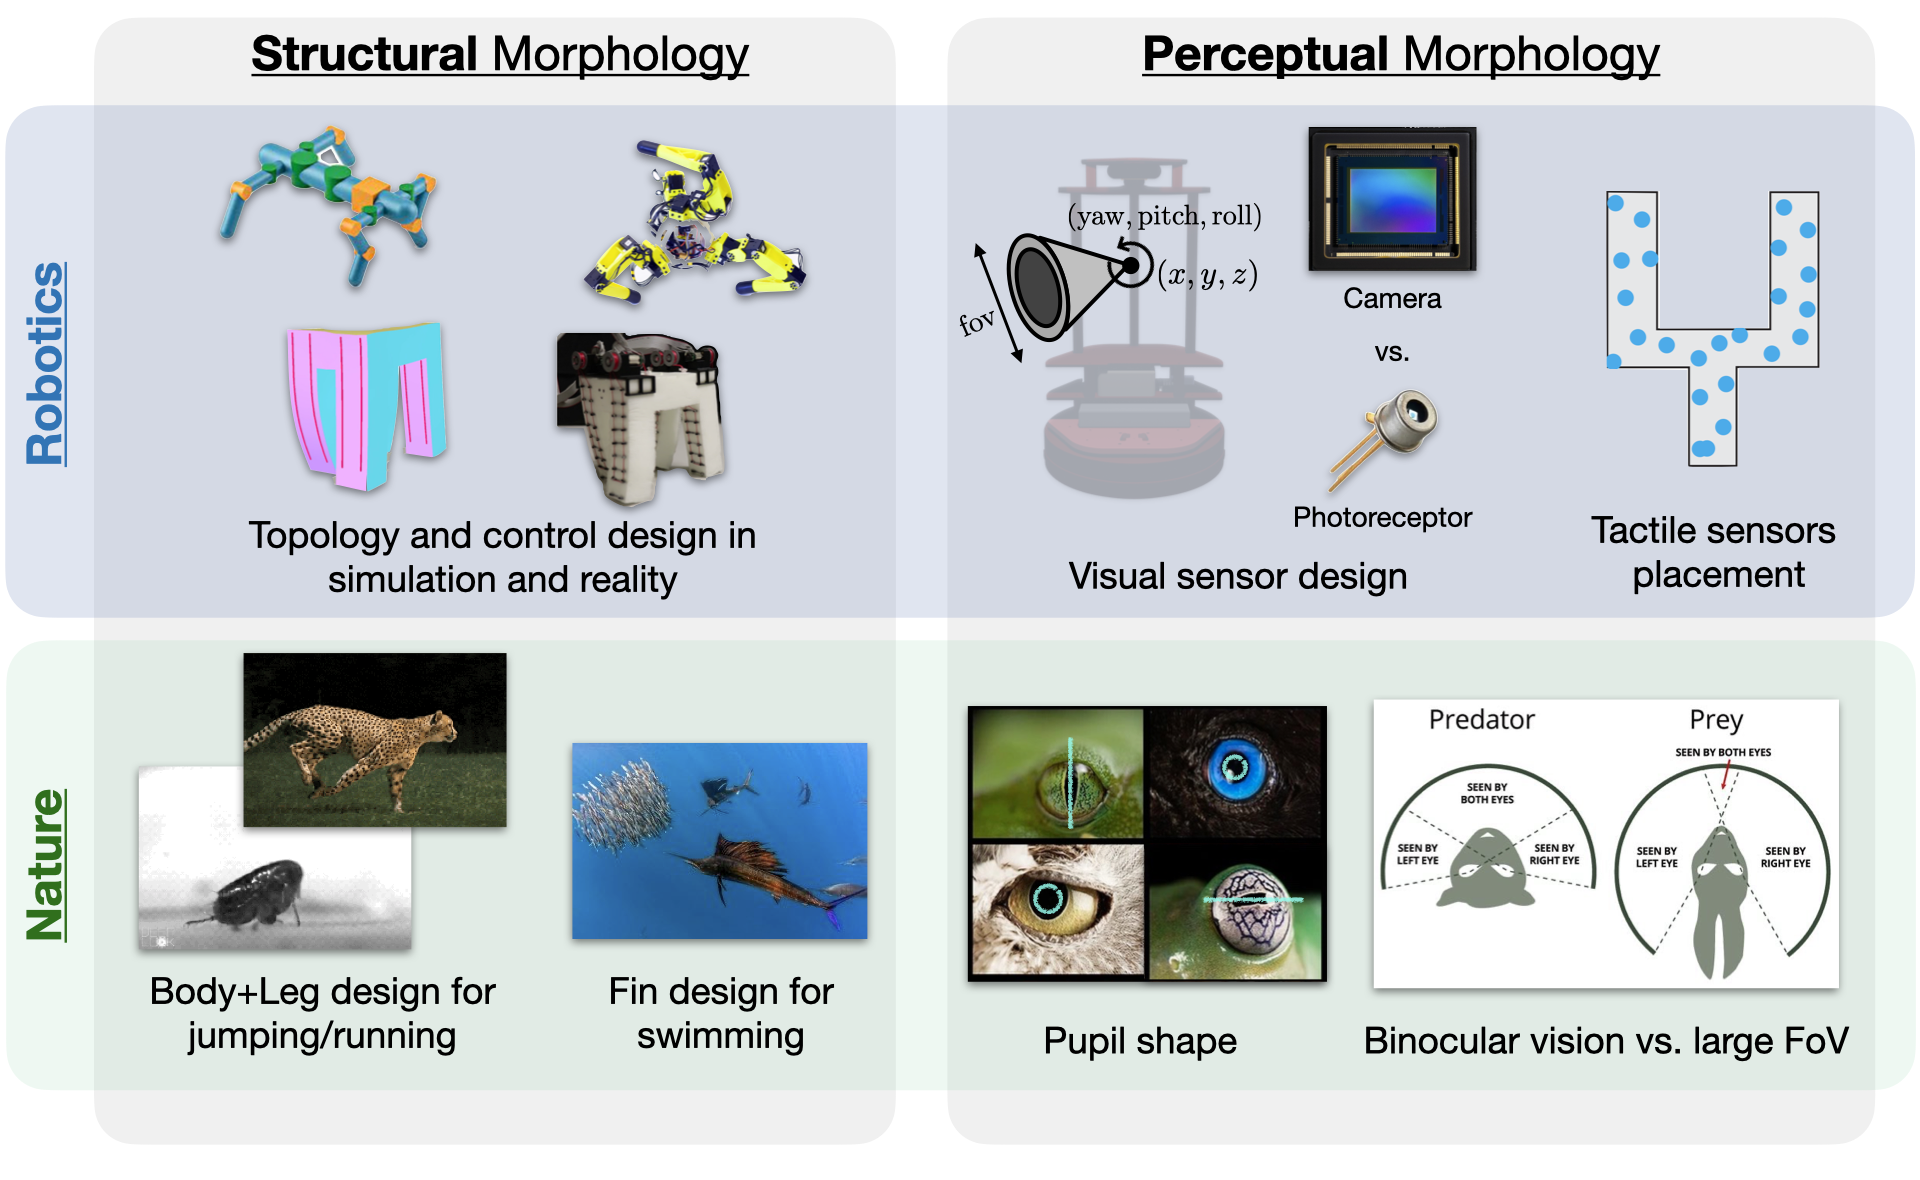 Structural Morphology
Perceptual Morphology
Robotics
Topology and control design in
simulation and reality
(yaw, pitch, roll)
(x, y, z)
fov
Camera
vs.
Photoreceptor
Visual sensor design
Tactile sensors
placement
Nature
Body+Leg design for
jumping/running
Fin design for
swimming
Pupil shape
Predator
SEEN BY
BOTH EYES
SEEN BY
LEFT EYE
SEEN BY
RIGHT EYE
Prey
SEEN BY BOTH EYES
SEEN BY
LEFT EYE
SEEN BY
RIGHT EYE
Binocular vision vs. large FoV